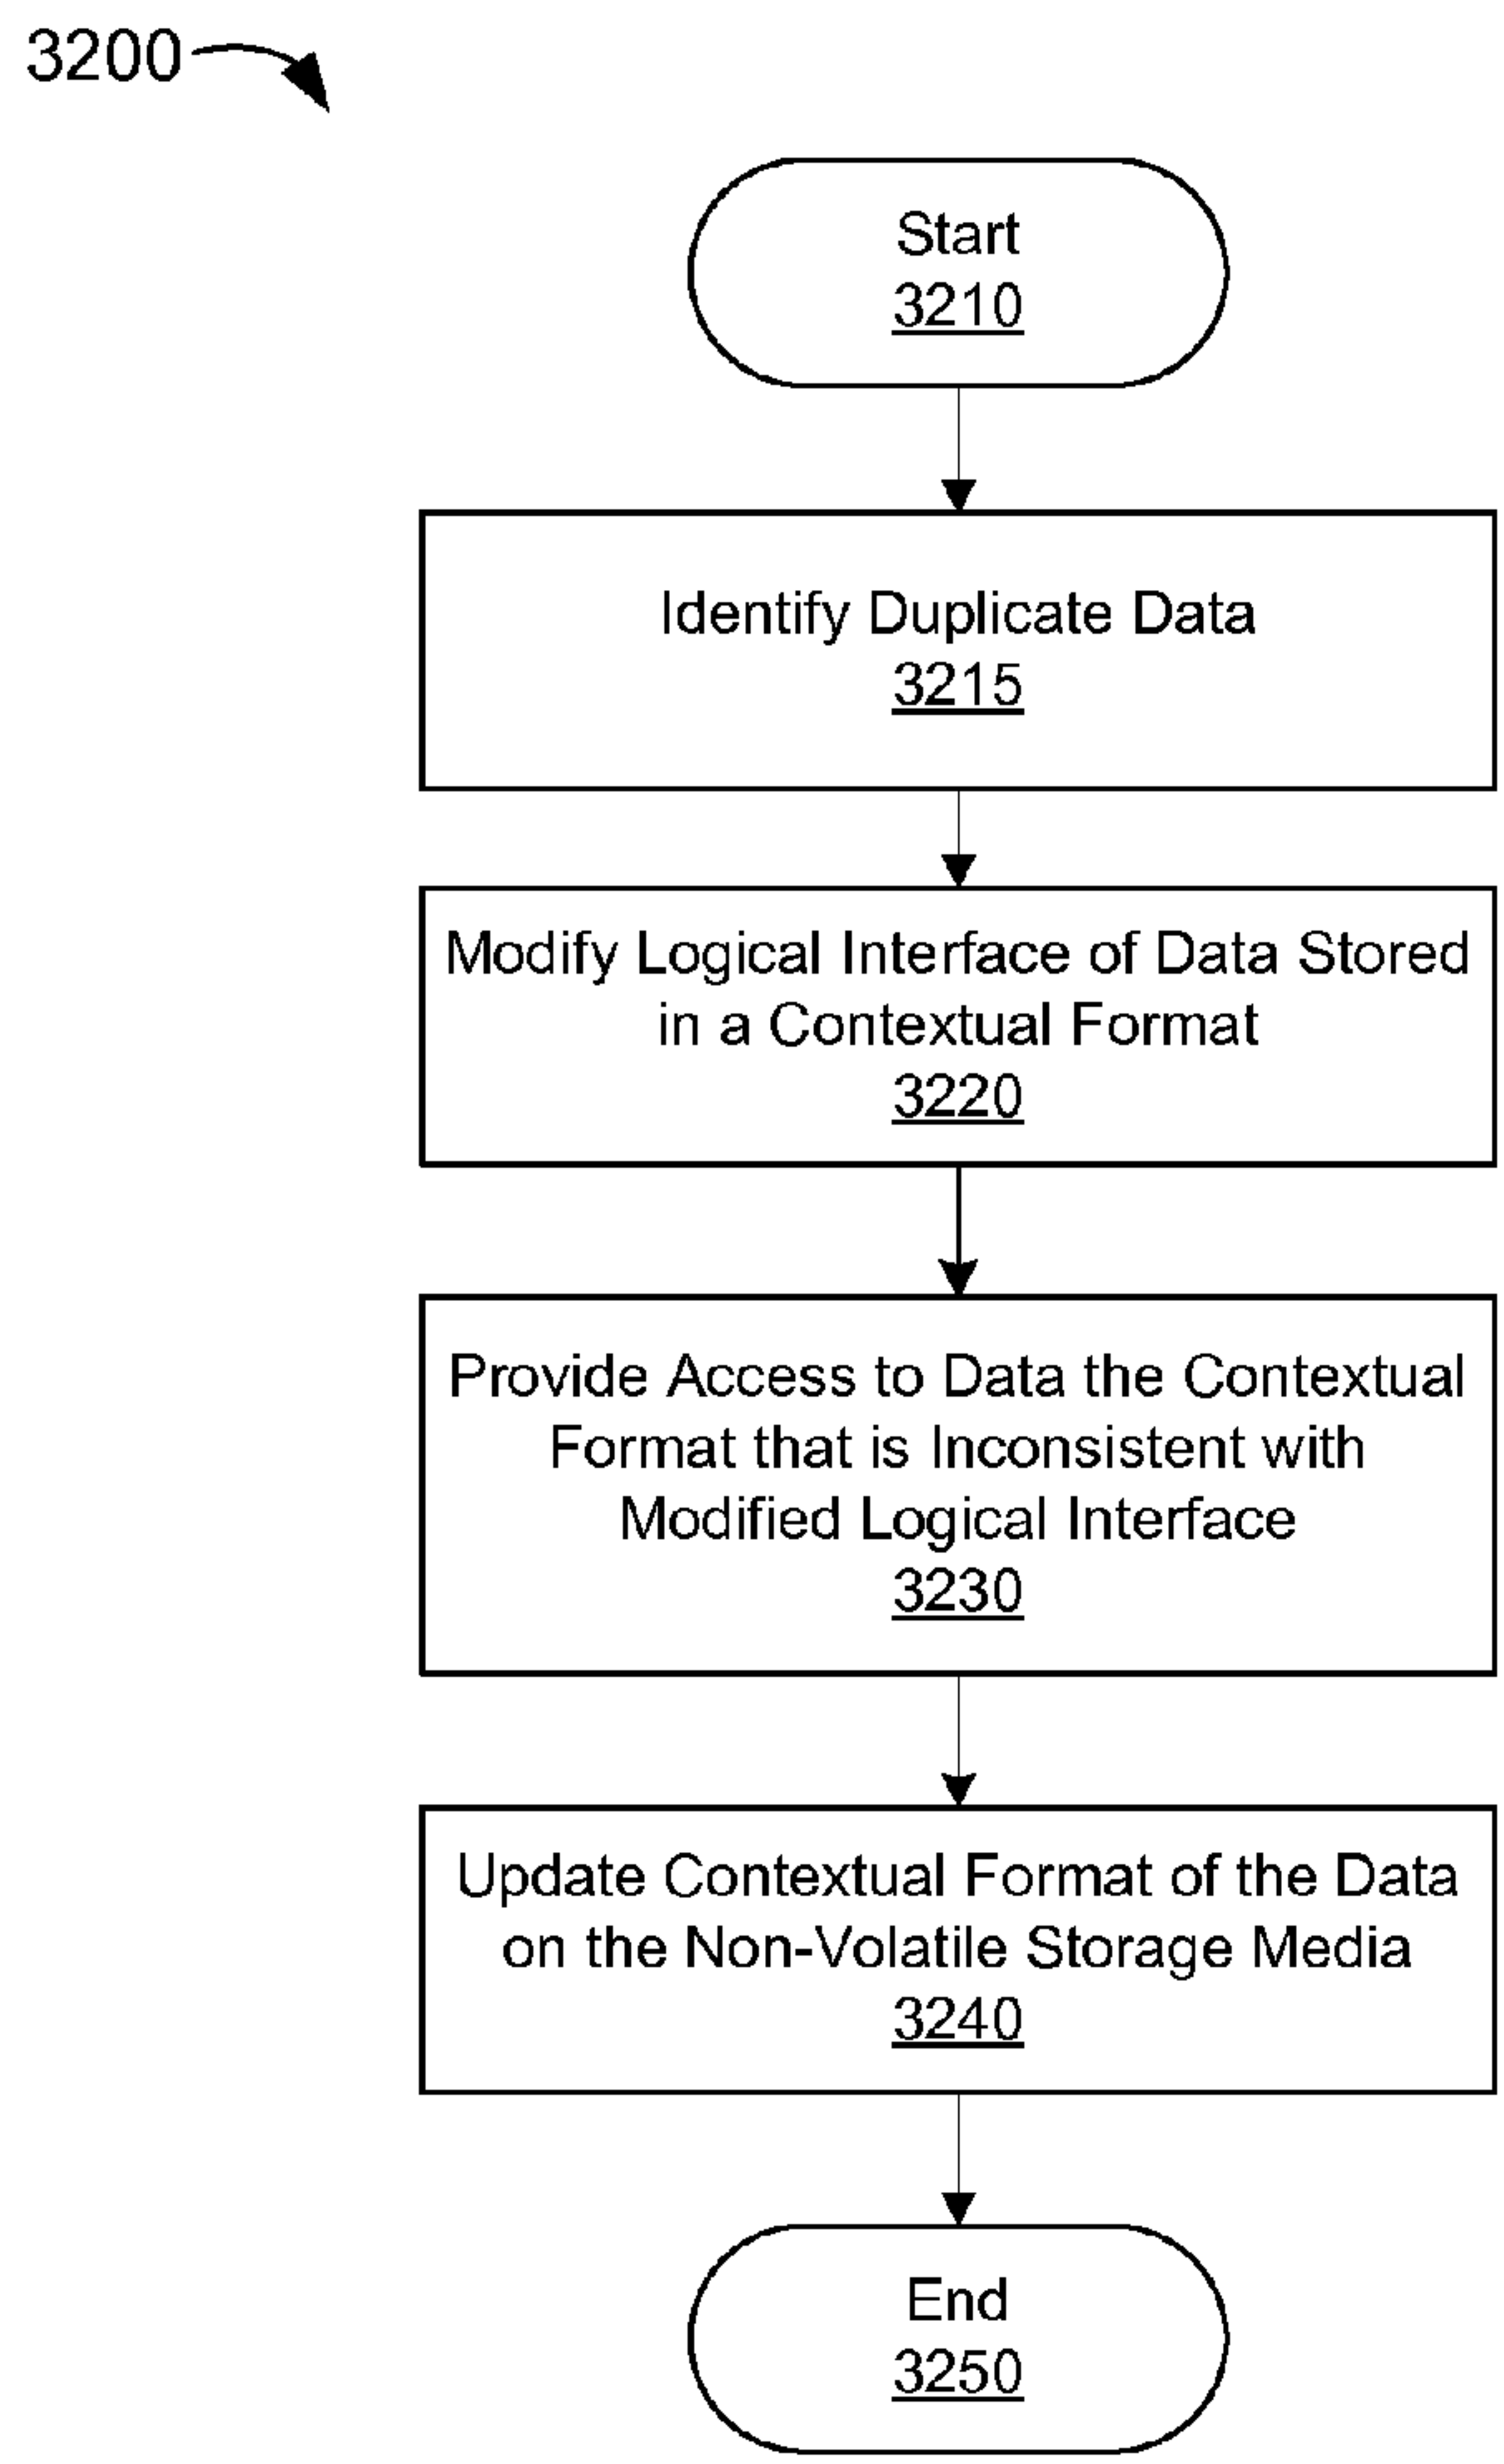 3200
Start
3210
Identify Duplicate Data
3215
Modify Logical Interface of Data Stored
in a Contextual Format
3220
Provide Access to Data the Contextual
Format that is Inconsistent with
Modified Logical Interface
3230
Update Contextual Format of the Data
on the Non-Volatile Storage Media
3240
End
3250